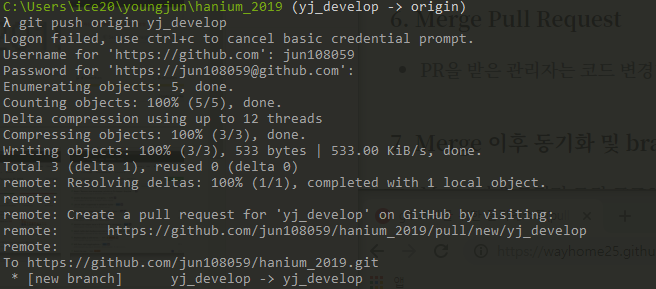 C:\Users\ice20\youngjun\hanium_2019 (yj_develop -> origin)
λ git push origin yj_develop
Logon failed, use ctrl+c to cancel basic credential prompt.
Username for 'https://github.com': jun108059
Password for 'https://jun108059@github.com':
Enumerating objects: 5, done.
Counting objects: 100% (5/5), done.
Delta compression using up to 12 threads
Compressing objects: 100% (3/3), done.
Writing objects: 100% (3/3), 533 bytes | 533.00 KiB/s, done.
Total 3 (delta 1), reused 0 (delta 0)
remote: Resolving deltas: 100% (1/1), completed with 1 local object.
remote:
remote: Create a pull request for 'yj_develop' on GitHub by visiting:
remote:      https://github.com/jun108059/hanium_2019/pull/new/yj_develop
remote:
To https://github.com/jun108059/hanium_2019.git
 * [new branch]      yj_develop -> yj_develop
6. Merge Pull Request
• PR을 받은 관리자는 코드 변경
7. Merge 이후 동기화 및 bra
https://wayhome25.github